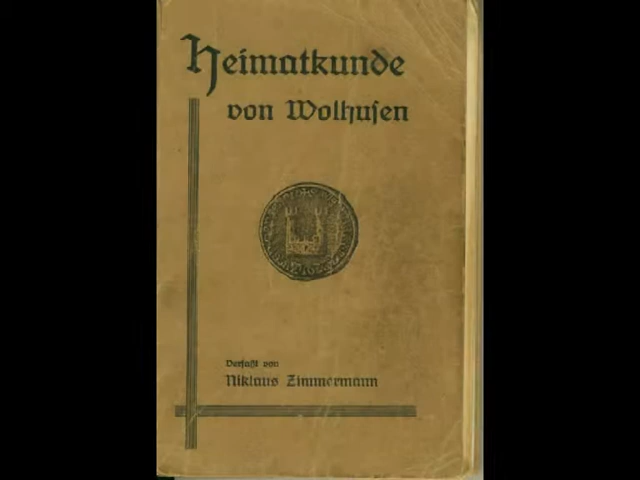 Heimatkunde
von Wolhusen
Verfaßt von
Niklaus Zimmermann